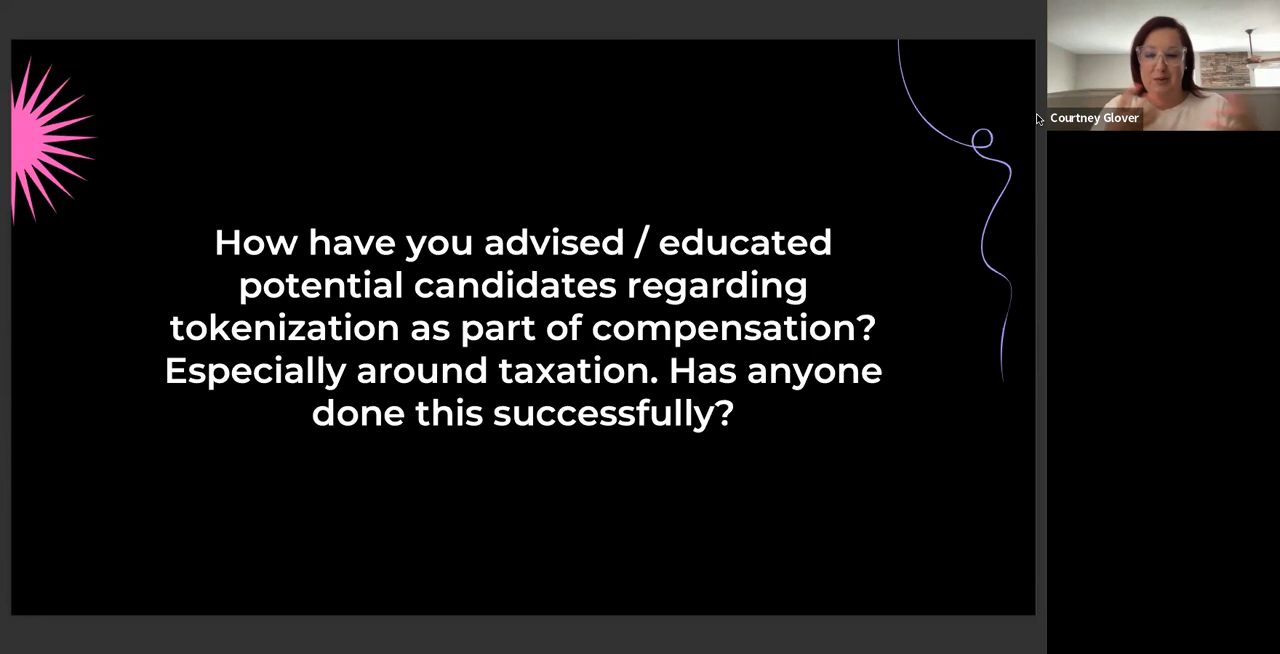 How have you advised / educated
potential candidates regarding
tokenization as part of compensation?
Especially around taxation. Has anyone
done this successfully?
Courtney Glover